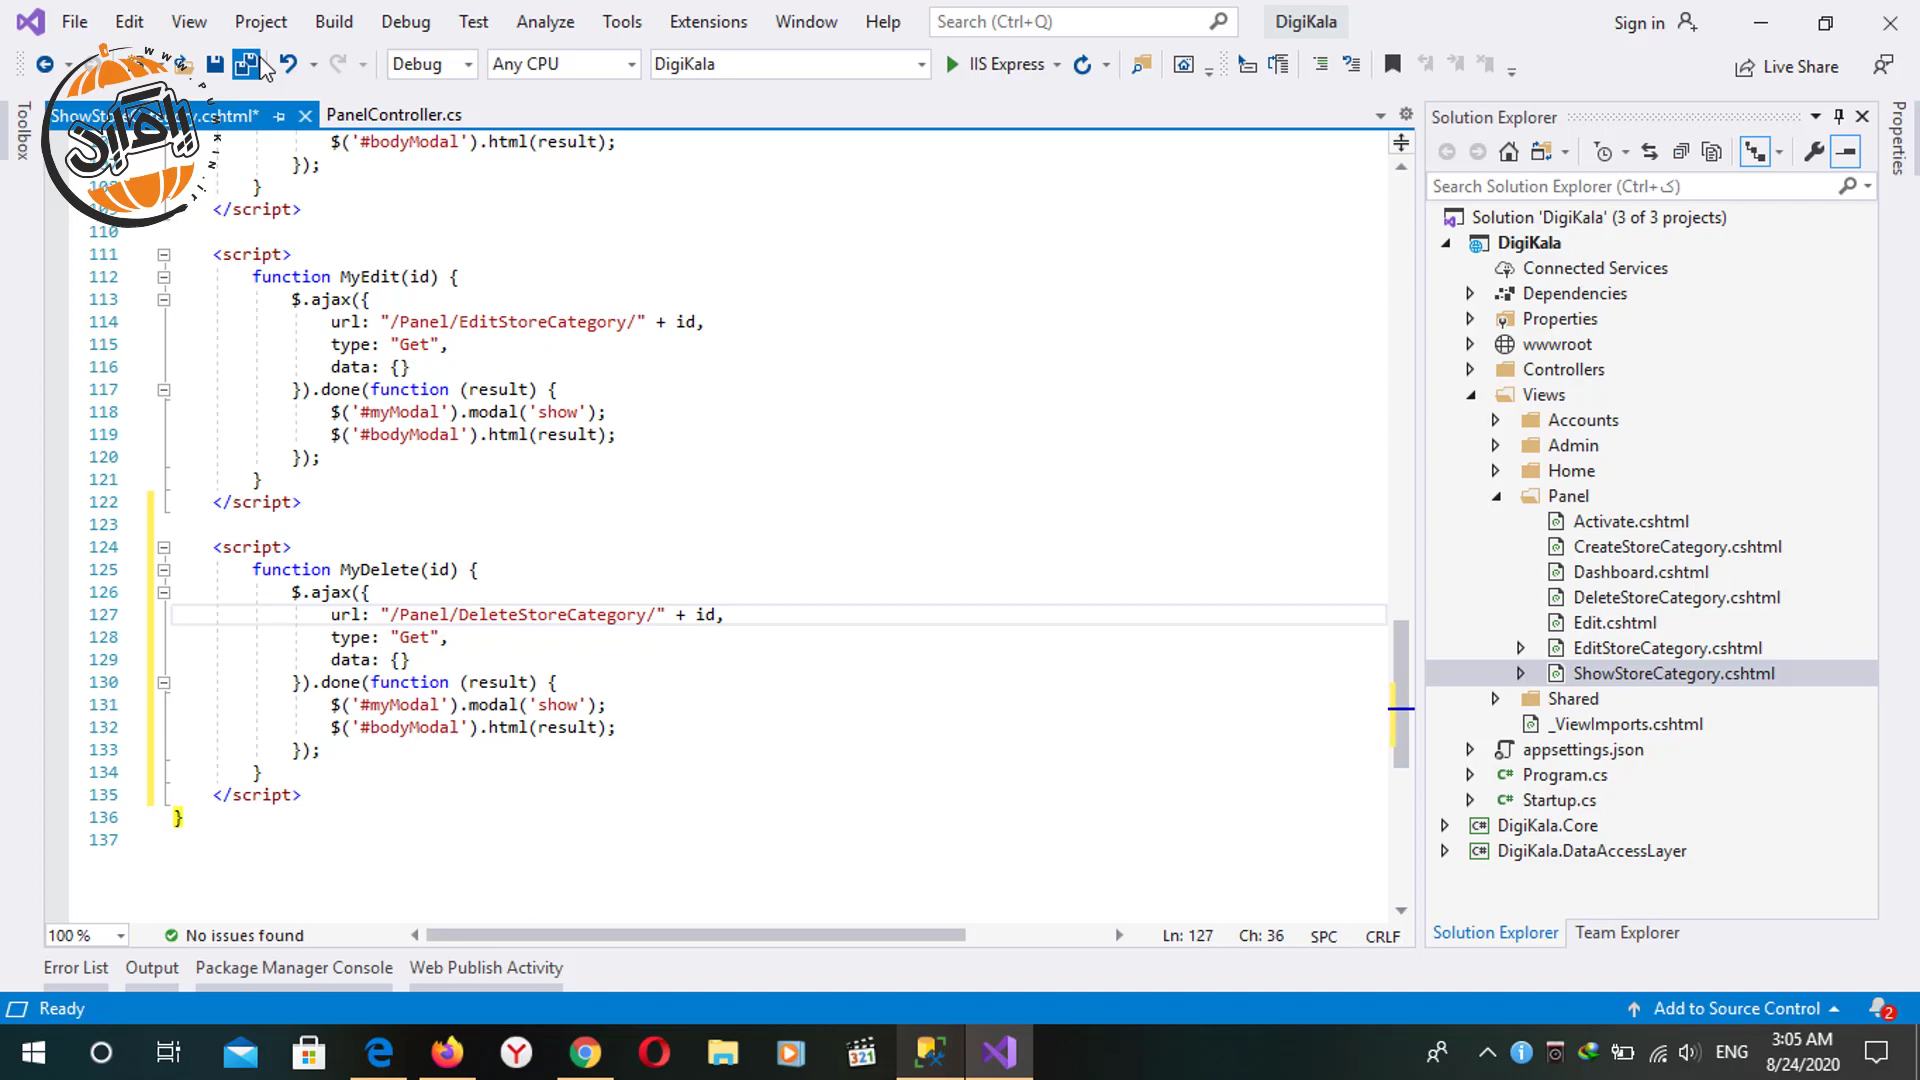 File Edit View Project Build Debug Test Analyze Tools Extensions Window Help Search (Ctrl+Q) DigiKala Sign in
Debug Any CPU DigiKala IIS Express Live Share
www.pumkin.ir
پامکین
Toolbox
PanelController.cs
$('#bodyModal').html(result);
});
108 }
109 </script>
110
111 <script>
112 function MyEdit(id) {
113 $.ajax({
114 url: "/Panel/EditStoreCategory/" + id,
115 type: "Get",
116 data: {}
117 }).done(function (result) {
118 $('#myModal').modal('show');
119 $('#bodyModal').html(result);
120 });
121 }
122 </script>
123
124 <script>
125 function MyDelete(id) {
126 $.ajax({
127 url: "/Panel/DeleteStoreCategory/" + id,
128 type: "Get",
129 data: {}
130 }).done(function (result) {
131 $('#myModal').modal('show');
132 $('#bodyModal').html(result);
133 });
134 }
135 </script>
136 }
137
100 % No issues found Ln: 127 Ch: 36 SPC CRLF
Error List Output Package Manager Console Web Publish Activity
Solution Explorer
Search Solution Explorer (Ctrl+ک)
Solution 'DigiKala' (3 of 3 projects)
DigiKala
Connected Services
Dependencies
Properties
wwwroot
Controllers
Views
Accounts
Admin
Home
Panel
Activate.cshtml
CreateStoreCategory.cshtml
Dashboard.cshtml
DeleteStoreCategory.cshtml
Edit.cshtml
EditStoreCategory.cshtml
ShowStoreCategory.cshtml
Shared
_ViewImports.cshtml
appsettings.json
C# Program.cs
C# Startup.cs
C# DigiKala.Core
C# DigiKala.DataAccessLayer
Solution Explorer Team Explorer
Properties
Ready Add to Source Control 2
321 ENG 3:05 AM
8/24/2020